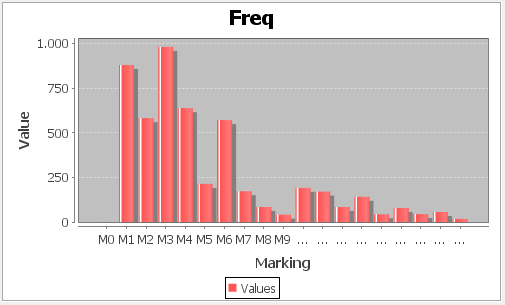 Freq
1.000
750
500
250
0
Value
M0 M1 M2 M3 M4 M5 M6 M7 M8 M9 ... ... ... ... ... ... ... ... ...
Marking
Values